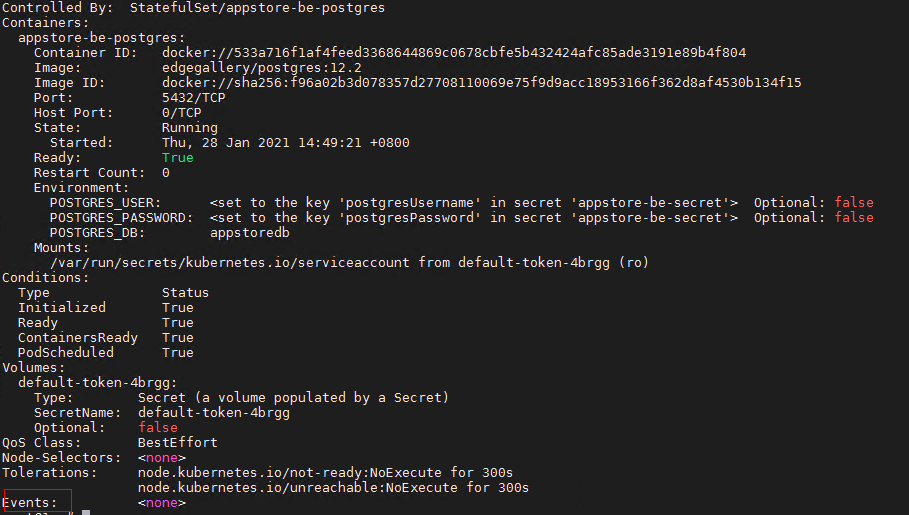 Controlled By:  StatefulSet/appstore-be-postgres
Containers:
  appstore-be-postgres:
    Container ID:   docker://533a716f1af4feed3368644869c0678cbfe5b432424afc85ade3191e89b4f804
    Image:          edgegallery/postgres:12.2
    Image ID:       docker://sha256:f96a02b3d078357d27708110069e75f9d9acc18953166f362d8af4530b134f15
    Port:           5432/TCP
    Host Port:      0/TCP
    State:          Running
      Started:      Thu, 28 Jan 2021 14:49:21 +0800
    Ready:          True
    Restart Count:  0
    Environment:
      POSTGRES_USER:      <set to the key 'postgresUsername' in secret 'appstore-be-secret'>  Optional: false
      POSTGRES_PASSWORD:  <set to the key 'postgresPassword' in secret 'appstore-be-secret'>  Optional: false
      POSTGRES_DB:        appstoredb
    Mounts:
      /var/run/secrets/kubernetes.io/serviceaccount from default-token-4brgg (ro)
Conditions:
  Type              Status
  Initialized       True
  Ready             True
  ContainersReady   True
  PodScheduled      True
Volumes:
  default-token-4brgg:
    Type:        Secret (a volume populated by a Secret)
    SecretName:  default-token-4brgg
    Optional:    false
QoS Class:       BestEffort
Node-Selectors:  <none>
Tolerations:     node.kubernetes.io/not-ready:NoExecute for 300s
                 node.kubernetes.io/unreachable:NoExecute for 300s
Events:          <none>